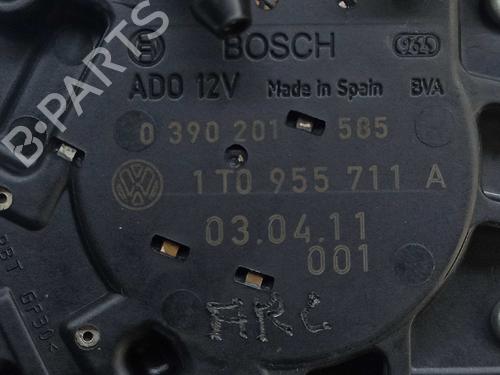 BOSCH
ADO 12V Made in Spain BVA
0 390 201 585
1T0 955 711 A
03.04.11
001
ARC
B-PARTS